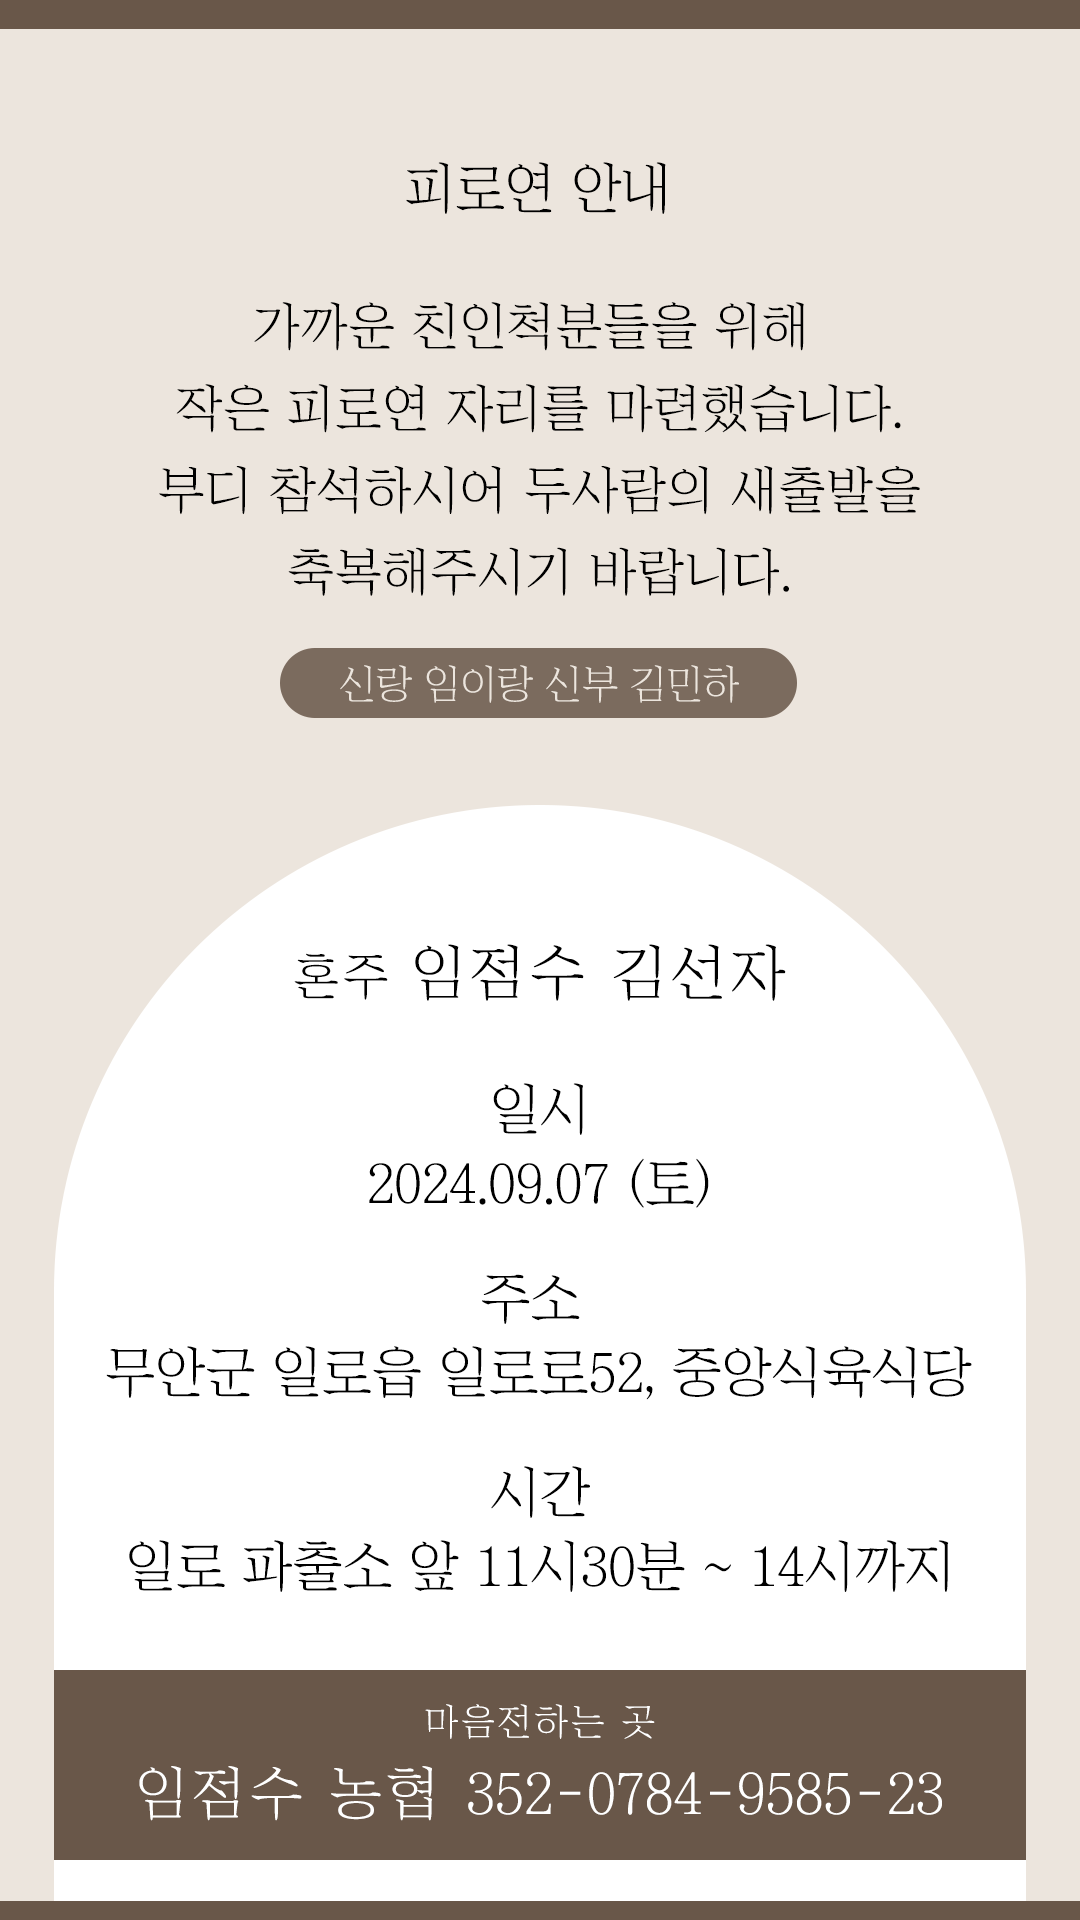 피로연 안내
가까운 친인척분들을 위해
작은 피로연 자리를 마련했습니다.
부디 참석하시어 두사람의 새출발을
축복해주시기 바랍니다.
신랑 임이랑 신부 김민하
혼주 임점수 김선자
일시
2024.09.07 (토)
주소
무안군 일로읍 일로로52, 중앙식육식당
시간
일로 파출소 앞 11시30분 ~ 14시까지
마음전하는 곳
임점수 농협 352-0784-9585-23